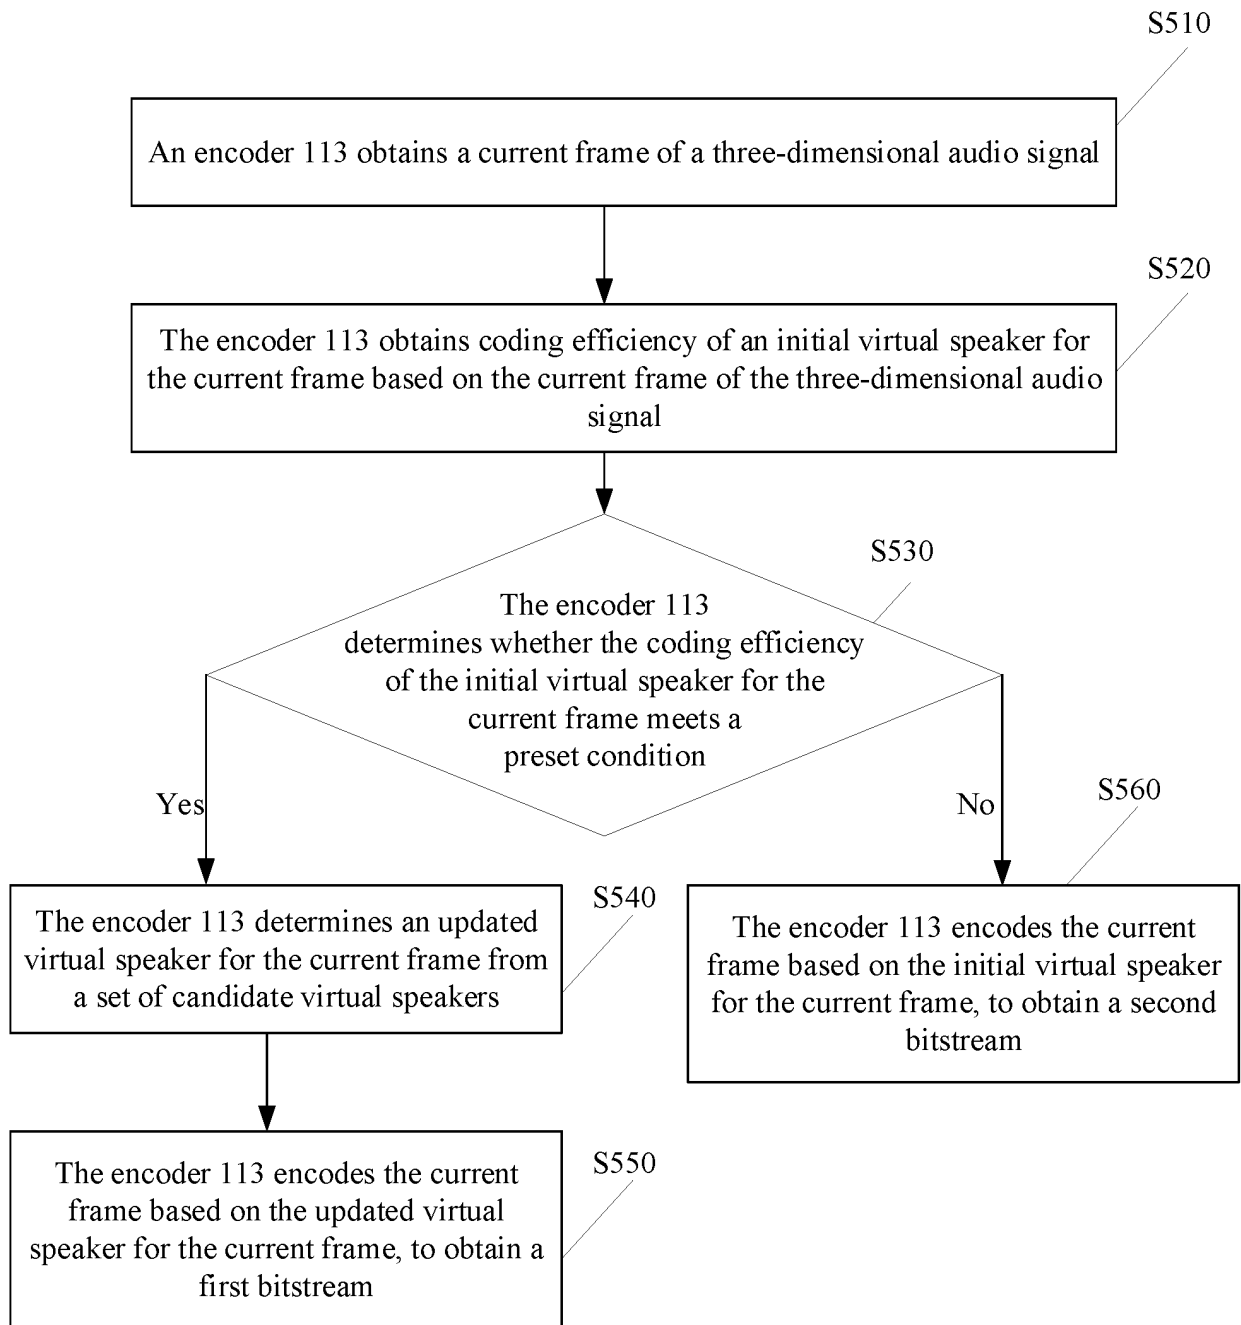 S510
An encoder 113 obtains a current frame of a three-dimensional audio signal
S520
The encoder 113 obtains coding efficiency of an initial virtual speaker for
the current frame based on the current frame of the three-dimensional audio
signal
S530
The encoder 113
determines whether the coding efficiency
of the initial virtual speaker for the
current frame meets a
preset condition
Yes
No
S560
S540
The encoder 113 determines an updated
virtual speaker for the current frame from
a set of candidate virtual speakers
The encoder 113 encodes the current
frame based on the initial virtual speaker
for the current frame, to obtain a second
bitstream
S550
The encoder 113 encodes the current
frame based on the updated virtual
speaker for the current frame, to obtain a
first bitstream